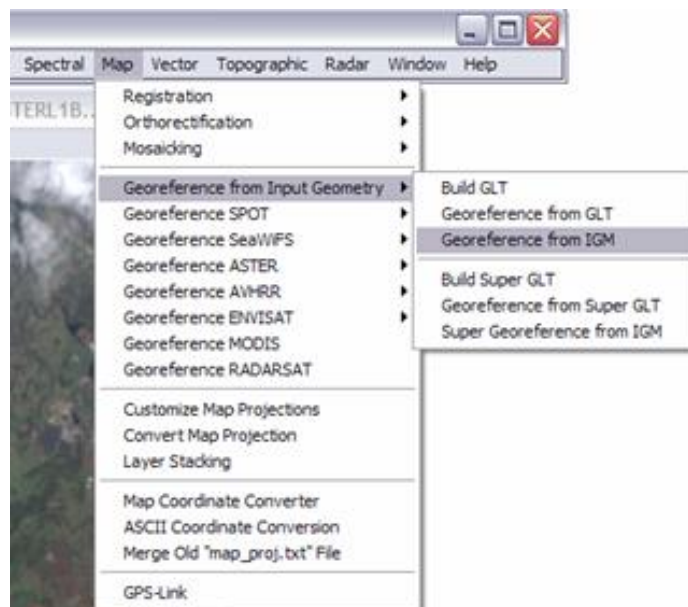 Spectral Map Vector Topographic Radar Window Help
TERL1B..
Registration
Orthorectification
Mosaicking
Georeference from Input Geometry
Georeference SPOT
Georeference SeaWiFS
Georeference ASTER
Georeference AVHRR
Georeference ENVISAT
Georeference MODIS
Georeference RADARSAT
Customize Map Projections
Convert Map Projection
Layer Stacking
Map Coordinate Converter
ASCII Coordinate Conversion
Merge Old "map_proj.txt" File
GPS-Link
Build GLT
Georeference from GLT
Georeference from IGM
Build Super GLT
Georeference from Super GLT
Super Georeference from IGM